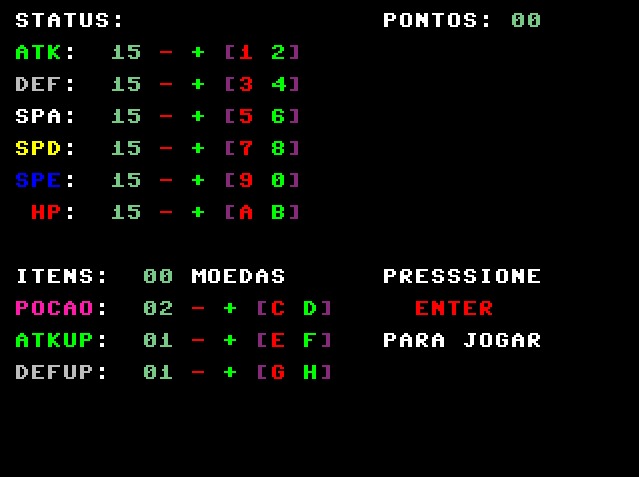 STATUS: PONTOS: 00
ATK: 15 - + [1 2]
DEF: 15 - + [3 4]
SPA: 15 - + [5 6]
SPD: 15 - + [7 8]
SPE: 15 - + [9 0]
HP: 15 - + [A B]
ITENS: 00 MOEDAS PRESSSIONE
POCAO: 02 - + [C D] ENTER
ATKUP: 01 - + [E F] PARA JOGAR
DEFUP: 01 - + [G H]